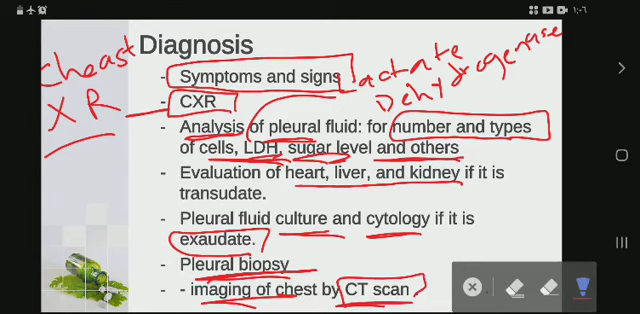 ١:٠٦
Diagnosis
Cheast
XR
Lactate
Dehydrogenase
- Symptoms and signs
- CXR
- Analysis of pleural fluid: for number and types
of cells, LDH, sugar level and others
- Evaluation of heart, liver, and kidney if it is
transudate.
- Pleural fluid culture and cytology if it is
exaudate.
- Pleural biopsy
- - imaging of chest by CT scan